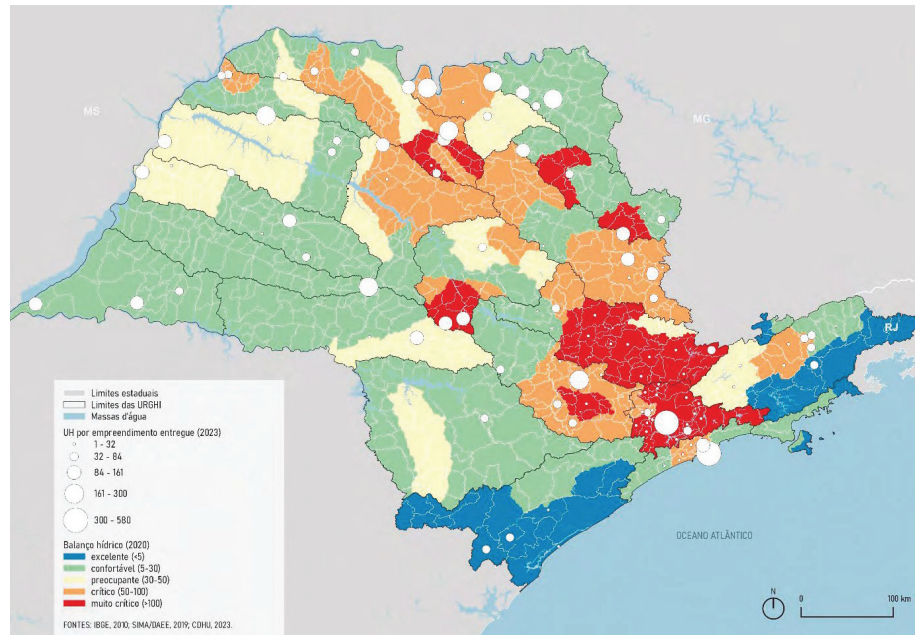 MS
MG
RJ
OCEANO ATLÂNTICO
Limites estaduais
Limites das URGHI
Massas d'água
UH por empreendimento entregue (2023)
1 - 32
32 - 84
84 - 161
161 - 300
300 - 580
Balanço hídrico (2020)
excelente (<5)
confortável (5-30)
preocupante (30-50)
crítico (50-100)
muito crítico (>100)
FONTES: IBGE, 2010; SIMA/DAEE, 2019; CDHU, 2023.
N
0 100 km